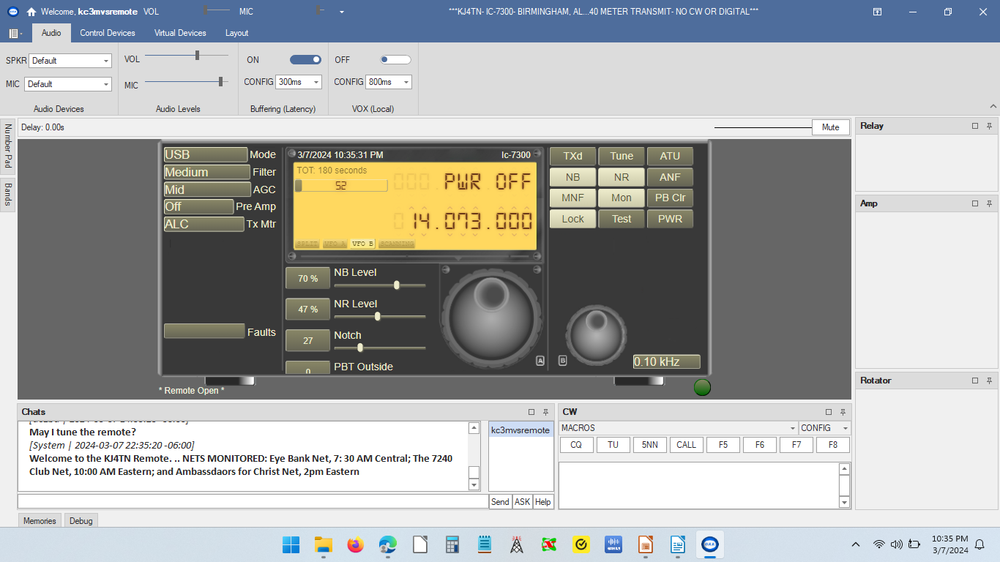 Welcome, kc3mvsremote VOL MIC ***KJ4TN- IC-7300- BIRMINGHAM, AL...40 METER TRANSMIT- NO CW OR DIGITAL***
Audio Control Devices Virtual Devices Layout
SPKR Default VOL ON OFF
MIC Default MIC CONFIG 300ms CONFIG 800ms
Audio Devices Audio Levels Buffering (Latency) VOX (Local)
Number Pad
Bands
Delay: 0.00s Mute
Relay
Amp
Rotator
USB Mode
Medium Filter
Mid AGC
Off Pre Amp
ALC Tx Mtr
Faults
3/7/2024 10:35:31 PM Ic-7300
TOT: 180 seconds
S2 PWR OFF
14.073.000
SPLIT VFO A VFO B SCANNING
TXd Tune ATU
NB NR ANF
MNF Mon PB Clr
Lock Test PWR
70 % NB Level
47 % NR Level
27 Notch
0 PBT Outside
A B 0.10 kHz
* Remote Open *
Chats
May I tune the remote?
[System | 2024-03-07 22:35:20 -06:00]
Welcome to the KJ4TN Remote. .. NETS MONITORED: Eye Bank Net, 7: 30 AM Central; The 7240
Club Net, 10:00 AM Eastern; and Ambassdaors for Christ Net, 2pm Eastern
kc3mvsremote
Send ASK Help
CW
MACROS CONFIG
CQ TU 5NN CALL F5 F6 F7 F8
Memories Debug
10:35 PM
3/7/2024